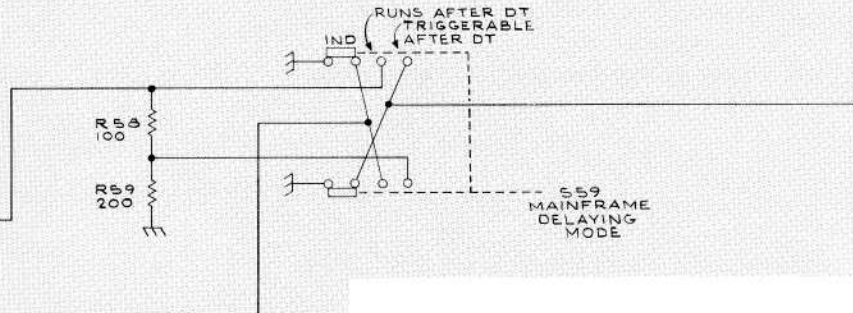 RUNS AFTER DT
TRIGGERABLE
AFTER DT
IND
R58
100
R59
200
S59
MAINFRAME
DELAYING
MODE